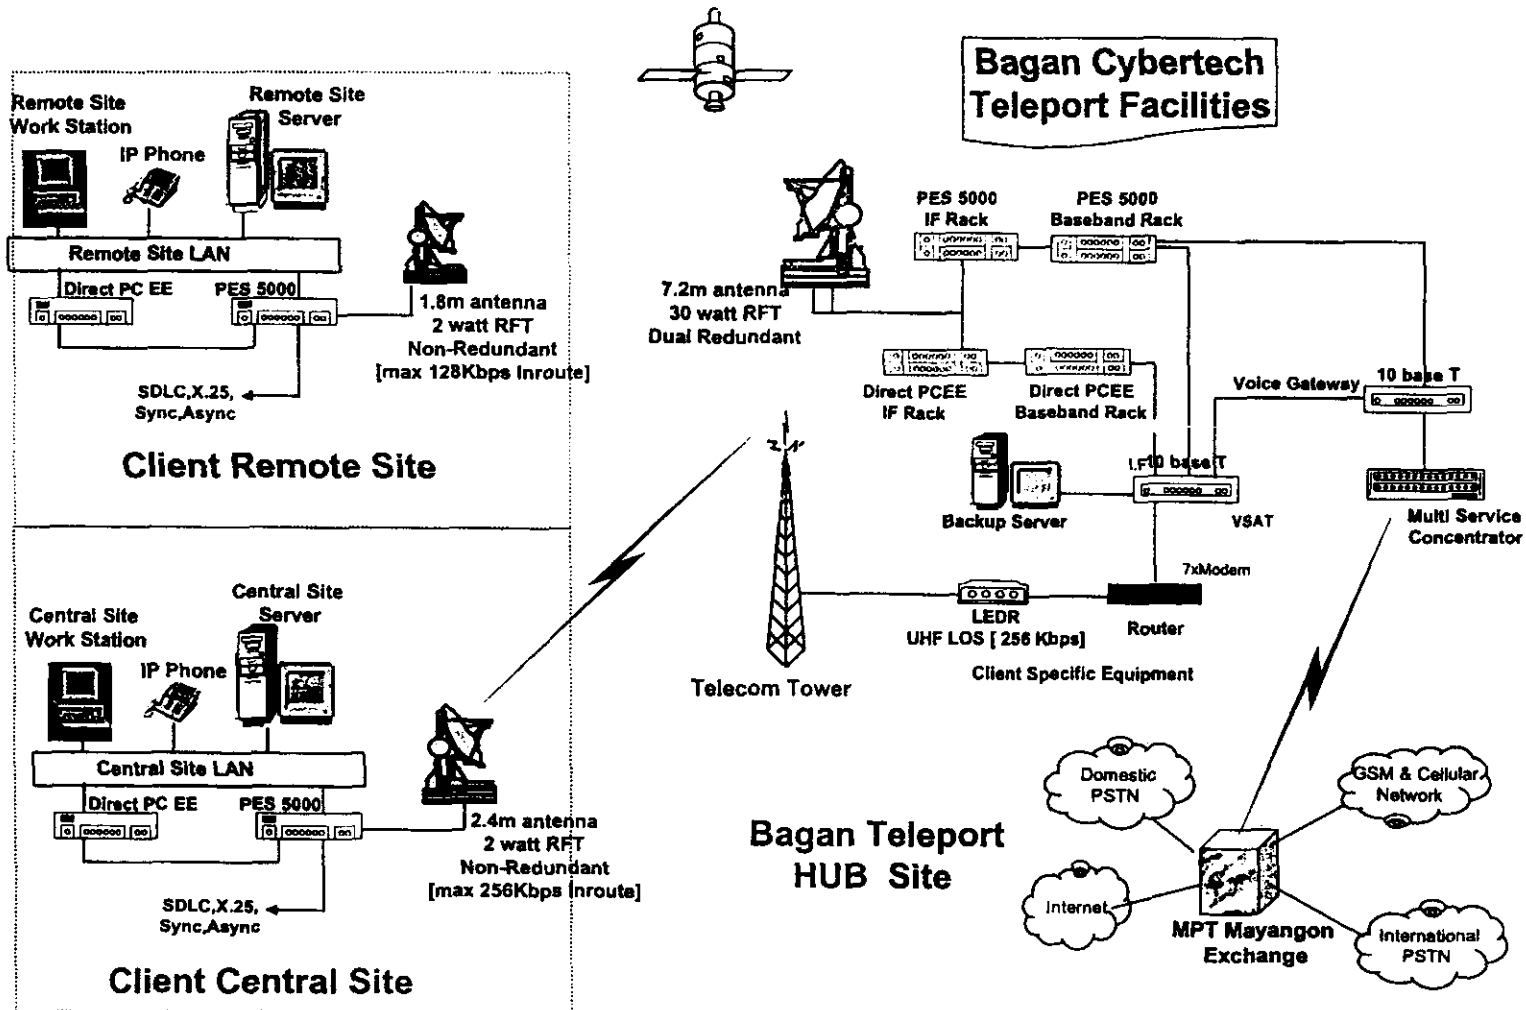 Bagan Cybertech
Teleport Facilities
Remote Site
Work Station
IP Phone
Remote Site
Server
Remote Site LAN
Direct PC EE
PES 5000
1.8m antenna
2 watt RFT
Non-Redundant
[max 128Kbps Inroute]
SDLC,X.25,
Sync,Async
Client Remote Site
Central Site
Work Station
IP Phone
Central Site
Server
Central Site LAN
Direct PC EE
PES 5000
2.4m antenna
2 watt RFT
Non-Redundant
[max 256Kbps Inroute]
SDLC,X.25,
Sync,Async
Client Central Site
7.2m antenna
30 watt RFT
Dual Redundant
PES 5000
IF Rack
PES 5000
Baseband Rack
Direct PCEE
IF Rack
Direct PCEE
Baseband Rack
Voice Gateway
10 base T
10 base T
Backup Server
VSAT
Multi Service
Concentrator
7xModem
LEDR
UHF LOS [ 256 Kbps]
Router
Client Specific Equipment
Telecom Tower
Bagan Teleport
HUB Site
Domestic
PSTN
GSM & Cellular
Network
Internet
MPT Mayangon
Exchange
International
PSTN